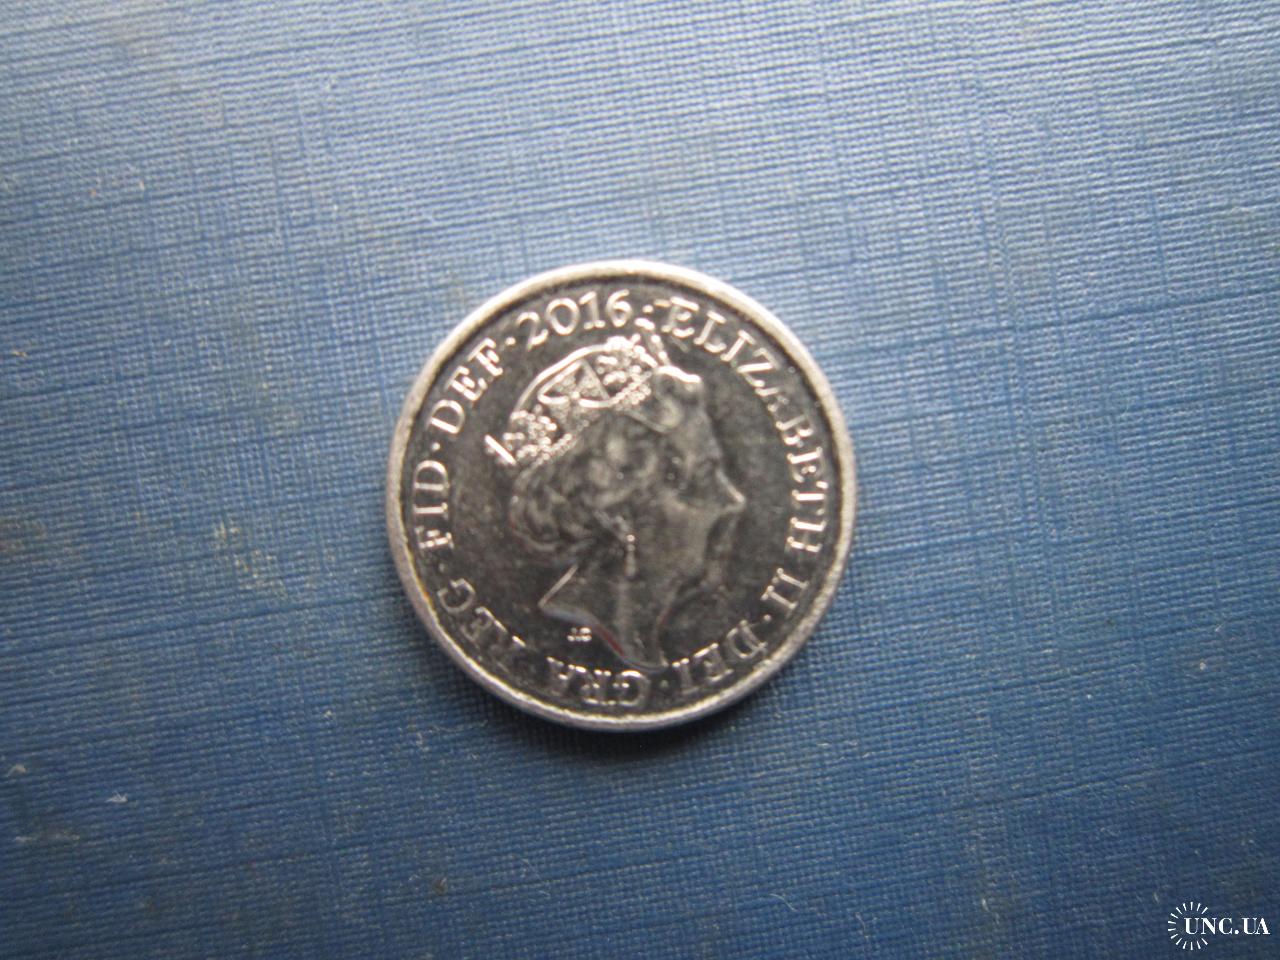 ELIZABETH II · DEI · GRA · REG · FID · DEF · 2016 ·
J.C
UNC.UA